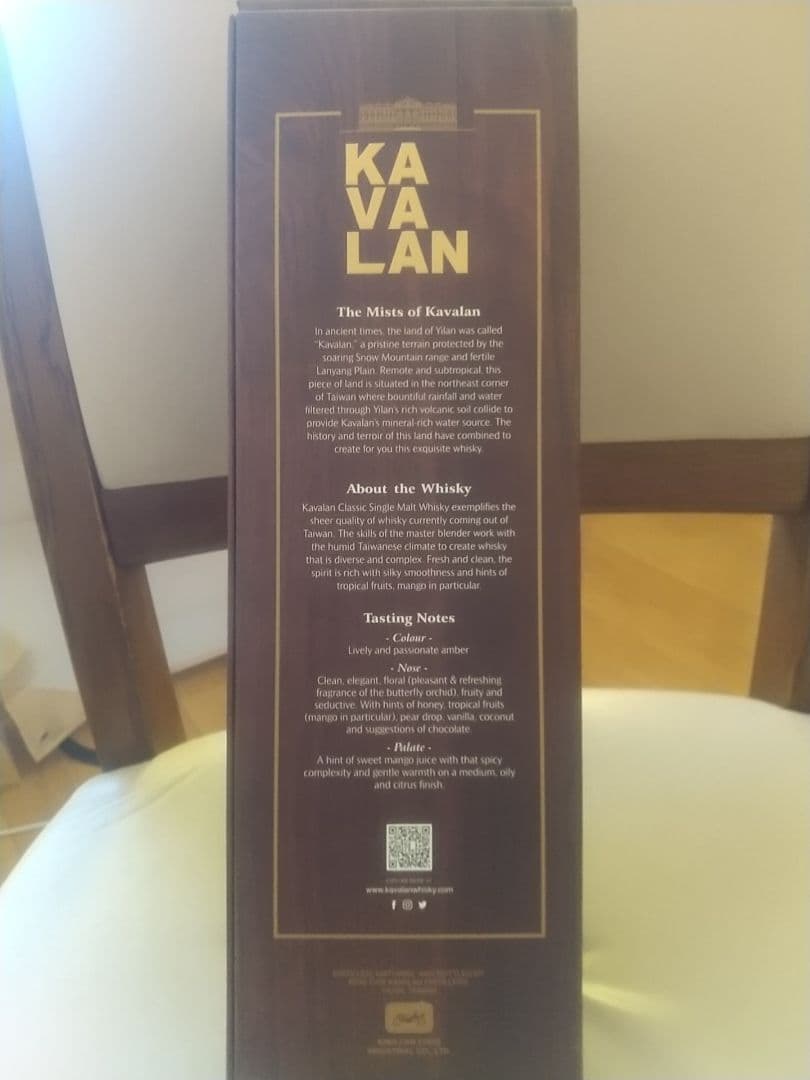 KA
VA
LAN
The Mists of Kavalan
In ancient times, the land of Yilan was called
"Kavalan," a pristine terrain protected by the
soaring Snow Mountain range and fertile
Lanyang Plain. Remote and subtropical, this
piece of land is situated in the northeast corner
of Taiwan where bountiful rainfall and water
filtered through Yilan's rich volcanic soil collide to
provide Kavalan's mineral-rich water source. The
history and terroir of this land have combined to
create for you this exquisite whisky.
About the Whisky
Kavalan Classic Single Malt Whisky exemplifies the
sheer quality of whisky currently coming out of
Taiwan. The skills of the master blender work with
the humid Taiwanese climate to create whisky
that is diverse and complex. Fresh and clean, the
spirit is rich with silky smoothness and hints of
tropical fruits, mango in particular.
Tasting Notes
- Colour -
Lively and passionate amber
- Nose -
Clean, elegant, floral (pleasant & refreshing
fragrance of the butterfly orchid), fruity and
seductive. With hints of honey, tropical fruits
(mango in particular), pear drop, vanilla, coconut
and suggestions of chocolate.
- Palate -
A hint of sweet mango juice with that spicy
complexity and gentle warmth on a medium, oily
and citrus finish.
www.kavalanwhisky.com
INDUSTRIAL CO., LTD.